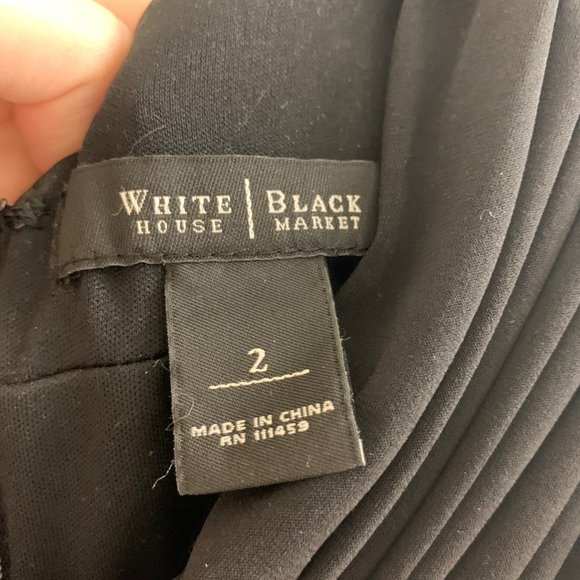 WHITE | BLACK
HOUSE | MARKET
2
MADE IN CHINA
RN 111459